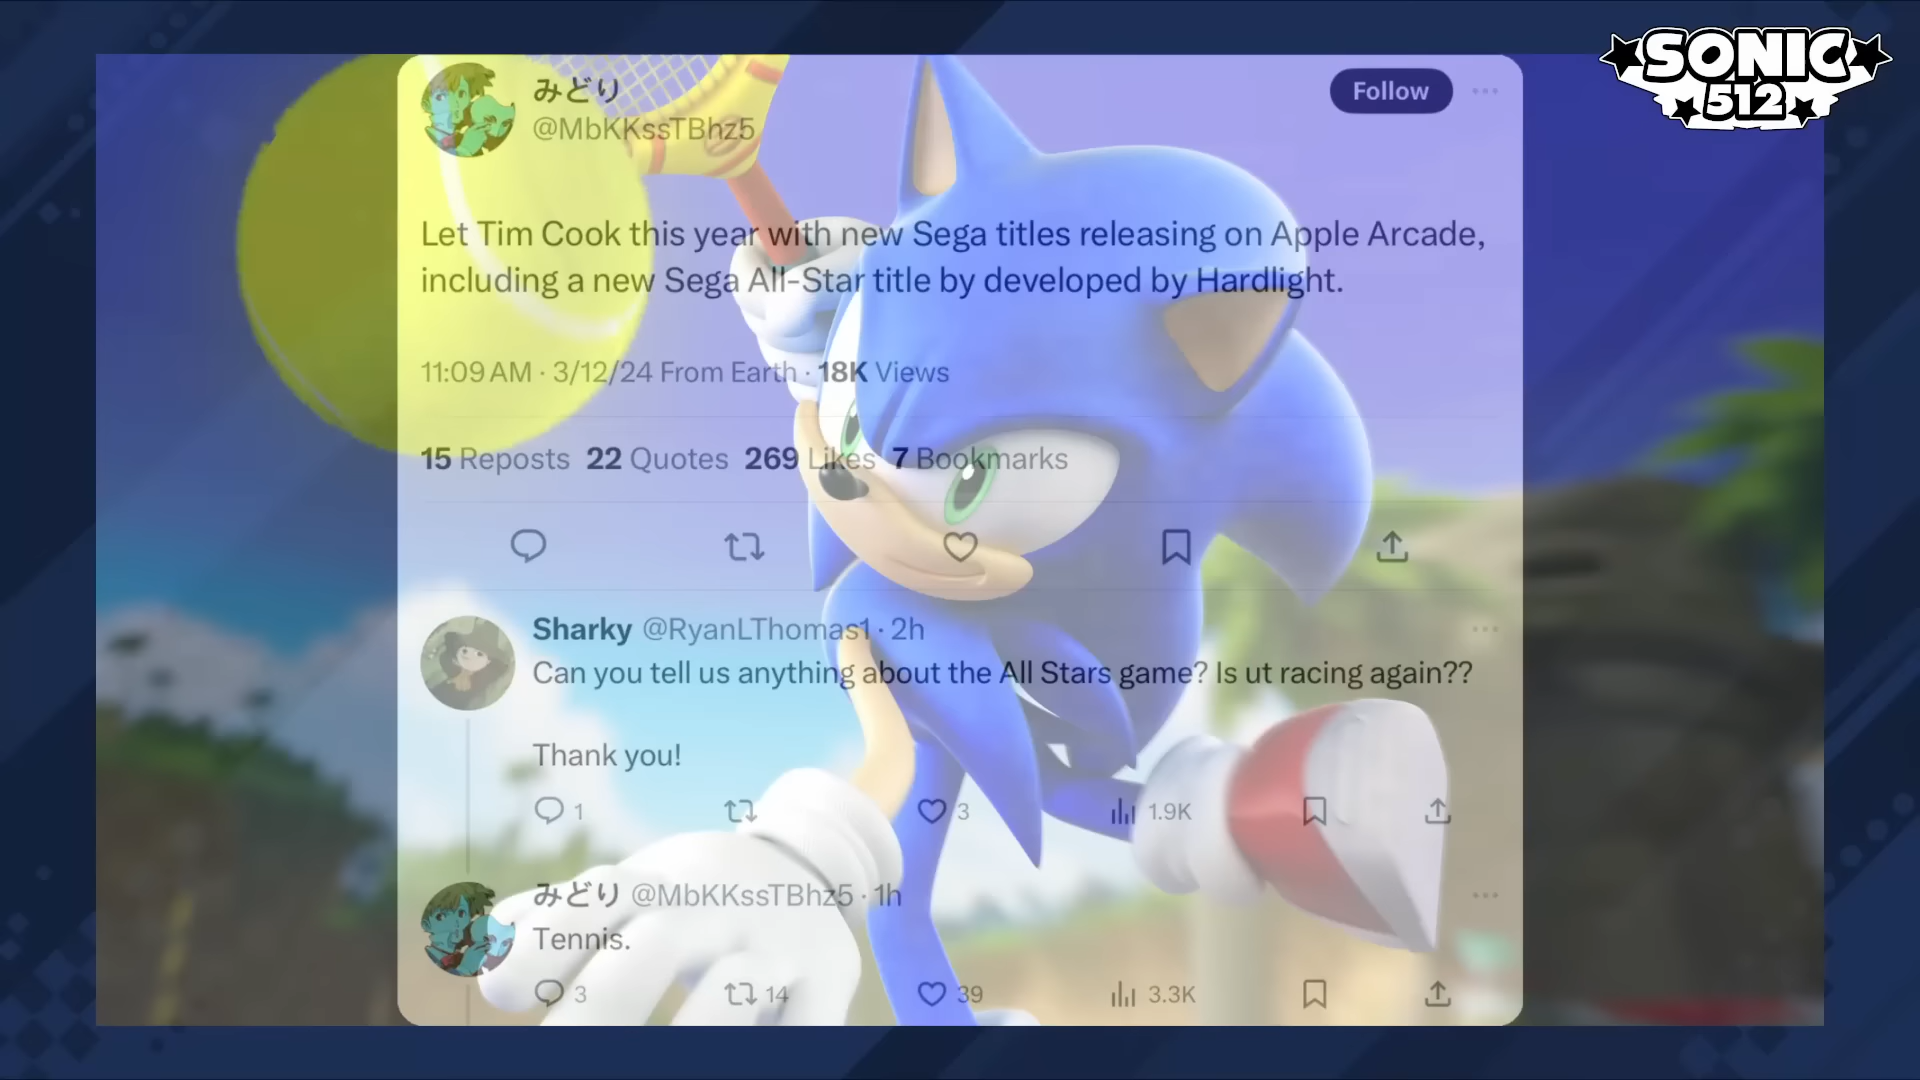 SONIC
512
みどり
@MbKKssTBhz5
Follow
Let Tim Cook this year with new Sega titles releasing on Apple Arcade,
including a new Sega All-Star title by developed by Hardlight.
11:09 AM · 3/12/24 From Earth · 18K Views
15 Reposts 22 Quotes 269 Likes 7 Bookmarks
Sharky @RyanLThomas1 · 2h
Can you tell us anything about the All Stars game? Is ut racing again??
Thank you!
1 3 1.9K
みどり @MbKKssTBhz5 · 1h
Tennis.
3 14 39 3.3K